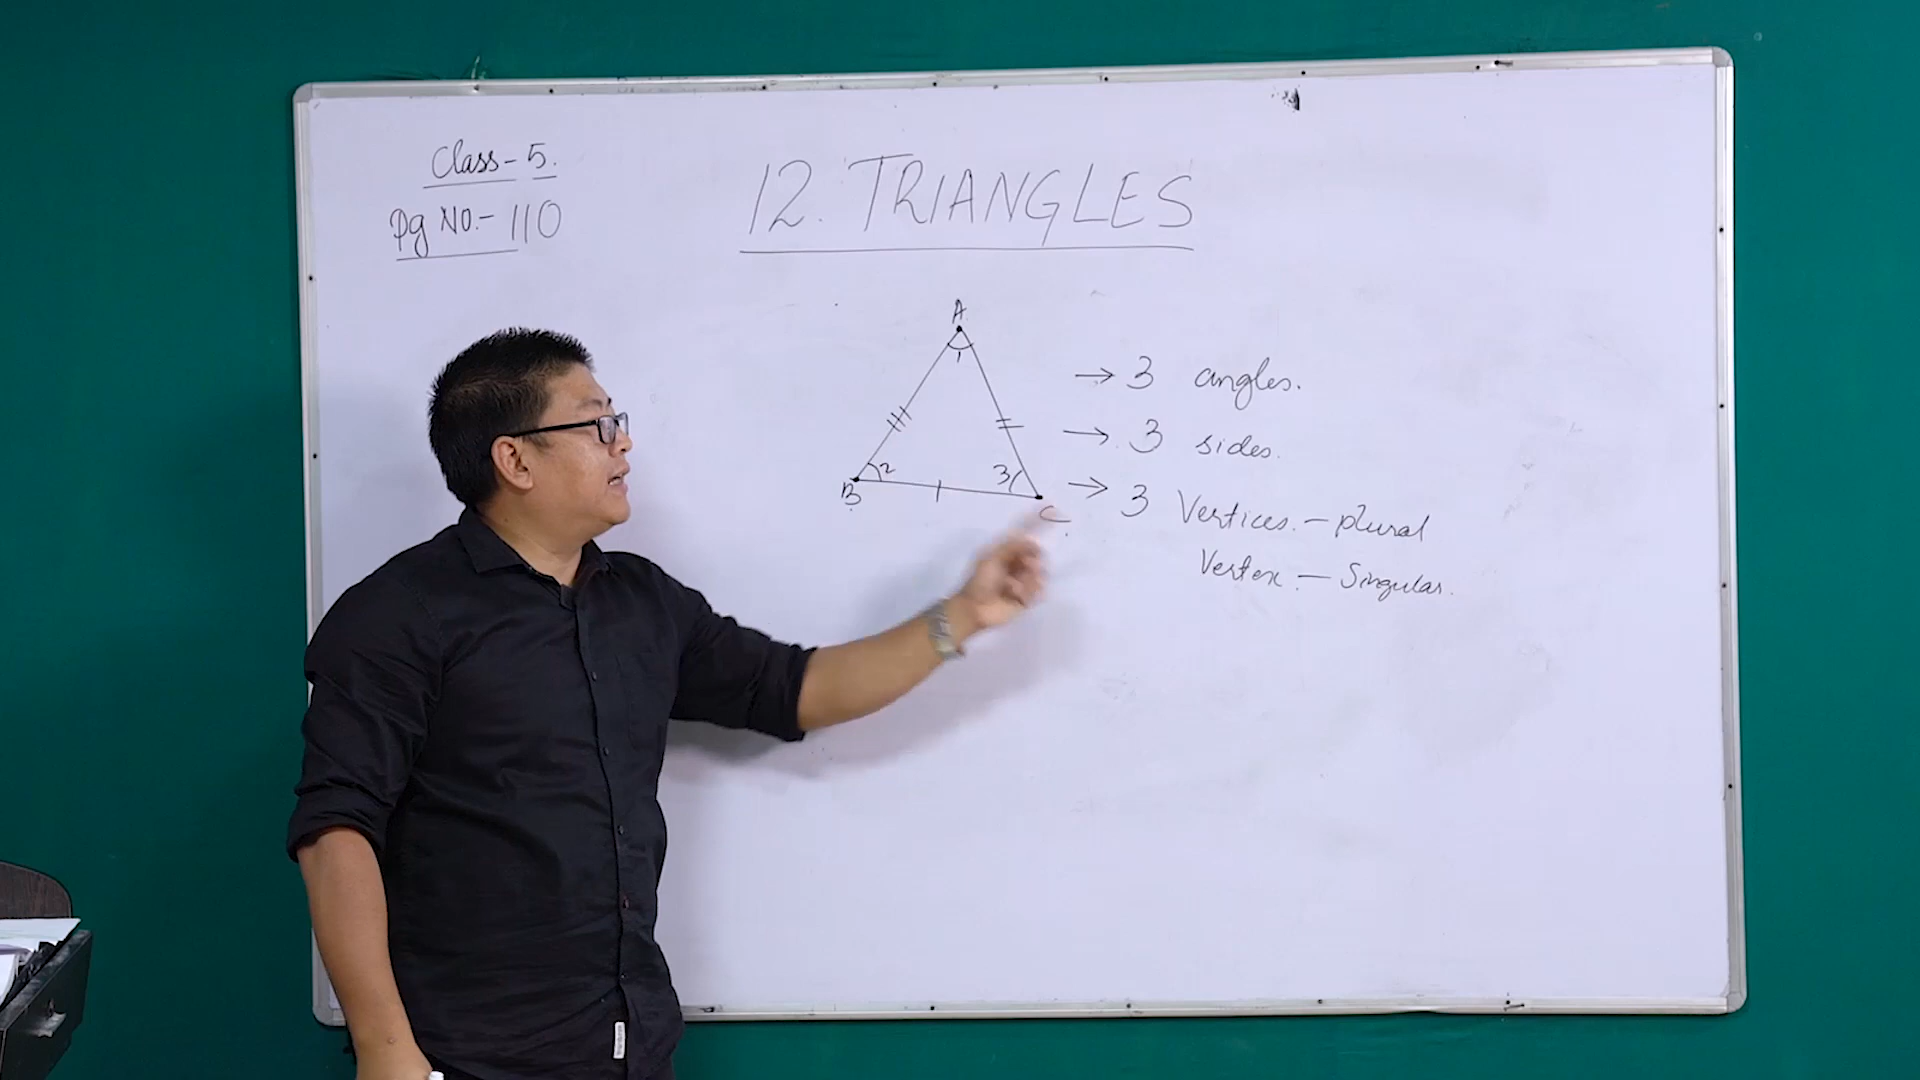 Class - 5.
Pg No. - 110
12. TRIANGLES
A
1
B
2
3
C
→ 3 angles.
→ 3 sides.
→ 3 Vertices. - plural
Vertex. - Singular.